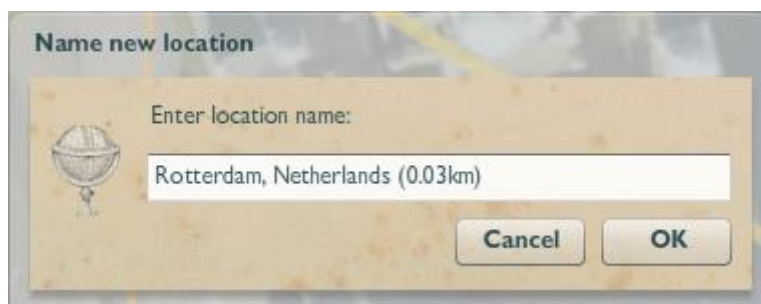 Name new location
Enter location name:
Rotterdam, Netherlands (0.03km)
Cancel OK